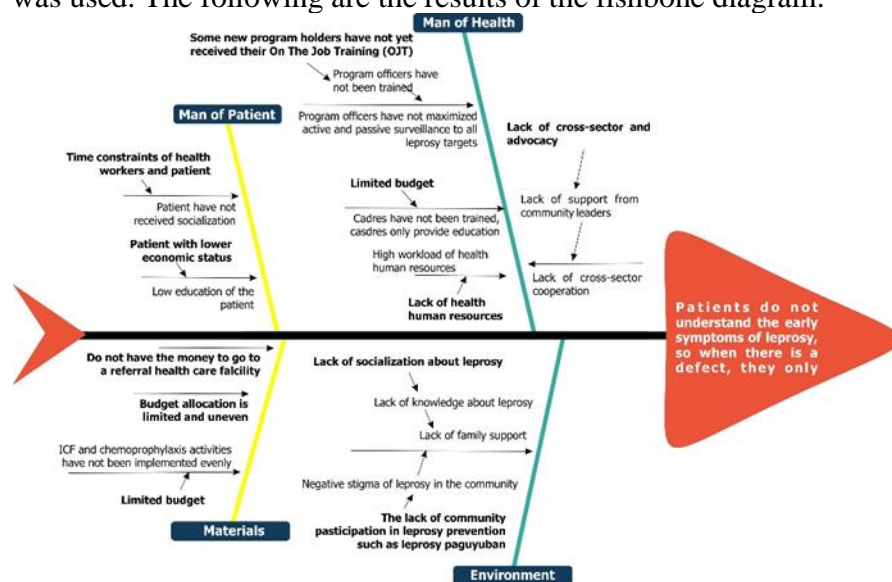 was used. The following are the results of the fishbone diagram:
Man of Health
Some new program holders have not yet
received their On The Job Training (OJT)
Program officers have
not been trained
Program officers have not maximized
active and passive surveillance to all
leprosy targets
Man of Patient
Time constraints of health
workers and patient
Patient have not
received socialization
Patient with lower
economic status
Low education of the
patient
Limited budget
Cadres have not been trained,
casdres only provide education
High workload of health
human resources
Lack of health
human resources
Lack of cross-sector and
advocacy
Lack of support from
community leaders
Lack of cross-sector
cooperation
Patients do not
understand the early
symptoms of leprosy,
so when there is a
defect, they only
Do not have the money to go to
a referral health care falcility
Budget allocation is
limited and uneven
ICF and chemoprophylaxis activities
have not been implemented evenly
Limited budget
Materials
Lack of socialization about leprosy
Lack of knowledge about leprosy
Lack of family support
Negative stigma of leprosy in the community
The lack of community
pasticipation in leprosy prevention
such as leprosy paguyuban
Environment